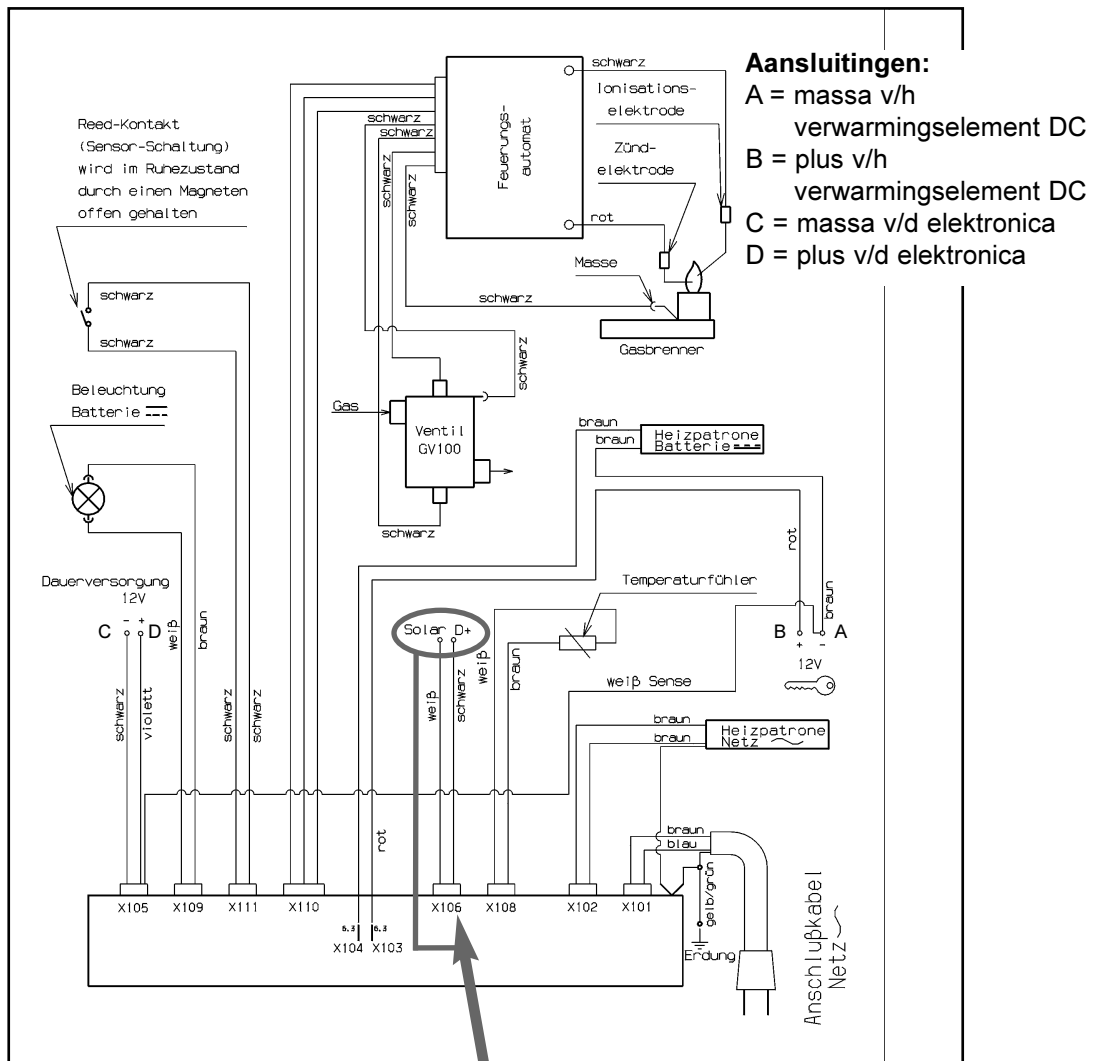 Aansluitingen:
A = massa v/h
verwarmingselement DC
B = plus v/h
verwarmingselement DC
C = massa v/d elektronica
D = plus v/d elektronica
schwarz
Ionisations-
elektrode
Zünd-
elektrode
rot
Feuerungs-
automat
schwarz
schwarz
schwarz
schwarz
Masse
schwarz
Gasbrenner
Reed-Kontakt
(Sensor-Schaltung)
wird im Ruhezustand
durch einen Magneten
offen gehalten
schwarz
schwarz
Beleuchtung
Batterie
Gas
Ventil
GV100
schwarz
schwarz
braun
braun
Heizpatrone
Batterie
rot
braun
Temperaturfühler
Dauerversorgung
12V
- +
C D
weiß
braun
schwarz
violett
schwarz
schwarz
Solar D+
weiß
schwarz
weiß
braun
B A
+ -
12V
weiß Sense
braun
braun
Heizpatrone
Netz
rot
braun
blau
gelb/grün
Erdung
Anschlußkabel
Netz
X105 X109 X111 X110 X106 X108 X102 X101
6.3 6.3
X104 X103